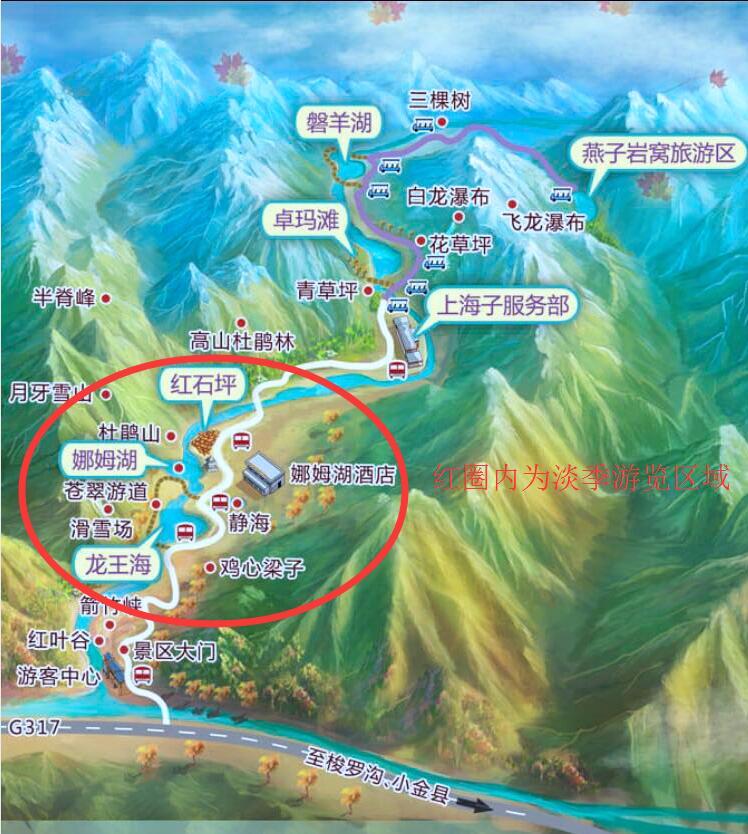 三棵树
磐羊湖
燕子岩窝旅游区
白龙瀑布
飞龙瀑布
卓玛滩
花草坪
青草坪
半脊峰
上海子服务部
高山杜鹃林
红石坪
月牙雪山
杜鹃山
娜姆湖
娜姆湖酒店
红圈内为淡季游览区域
苍翠游道
滑雪场
静海
龙王海
鸡心梁子
箭竹峡
红叶谷
景区大门
游客中心
G317
至梭罗沟、小金县